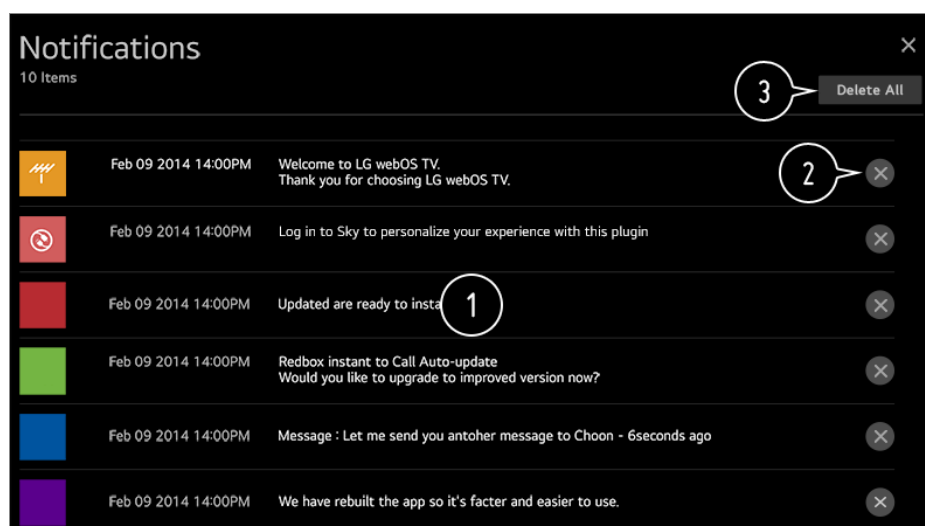 Notifications
10 Items
3
Delete All
Feb 09 2014 14:00PM
Welcome to LG webOS TV.
Thank you for choosing LG webOS TV.
2
Feb 09 2014 14:00PM
Log in to Sky to personalize your experience with this plugin
Feb 09 2014 14:00PM
Updated are ready to insta
1
Feb 09 2014 14:00PM
Redbox instant to Call Auto-update
Would you like to upgrade to improved version now?
Feb 09 2014 14:00PM
Message : Let me send you antoher message to Choon - 6seconds ago
Feb 09 2014 14:00PM
We have rebuilt the app so it's facter and easier to use.